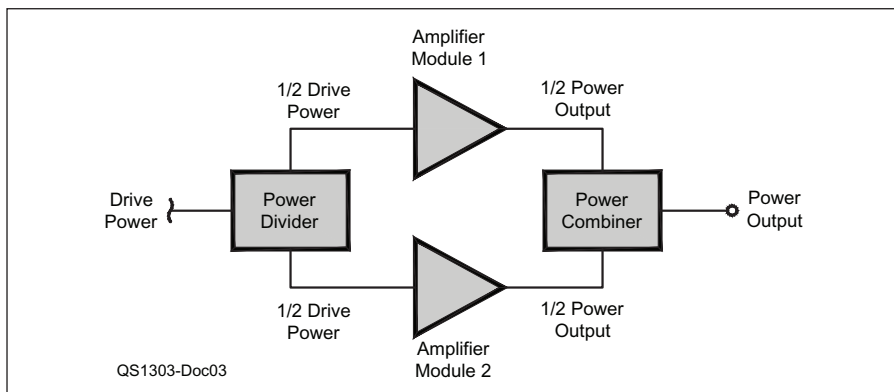 Amplifier
Module 1
1/2 Drive
Power
1/2 Power
Output
Drive
Power
Power
Divider
Power
Combiner
Power
Output
1/2 Drive
Power
1/2 Power
Output
Amplifier
Module 2
QS1303-Doc03